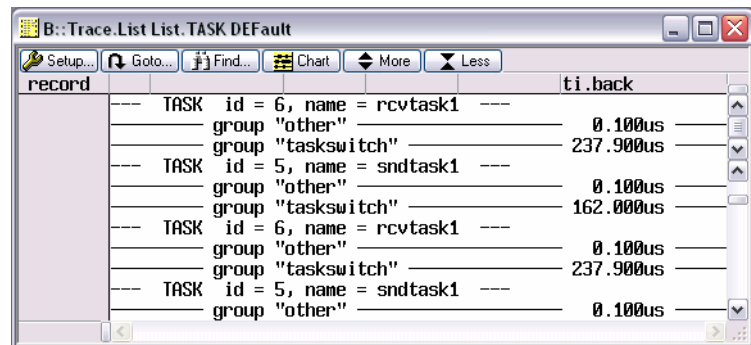 B::Trace.List List.TASK DEFault
Setup... Goto... Find... Chart More Less
record ti.back
--- TASK id = 6, name = rcvtask1 ---
group "other" 0.100us
group "taskswitch" 237.900us
--- TASK id = 5, name = sndtask1 ---
group "other" 0.100us
group "taskswitch" 162.000us
--- TASK id = 6, name = rcvtask1 ---
group "other" 0.100us
group "taskswitch" 237.900us
--- TASK id = 5, name = sndtask1 ---
group "other" 0.100us